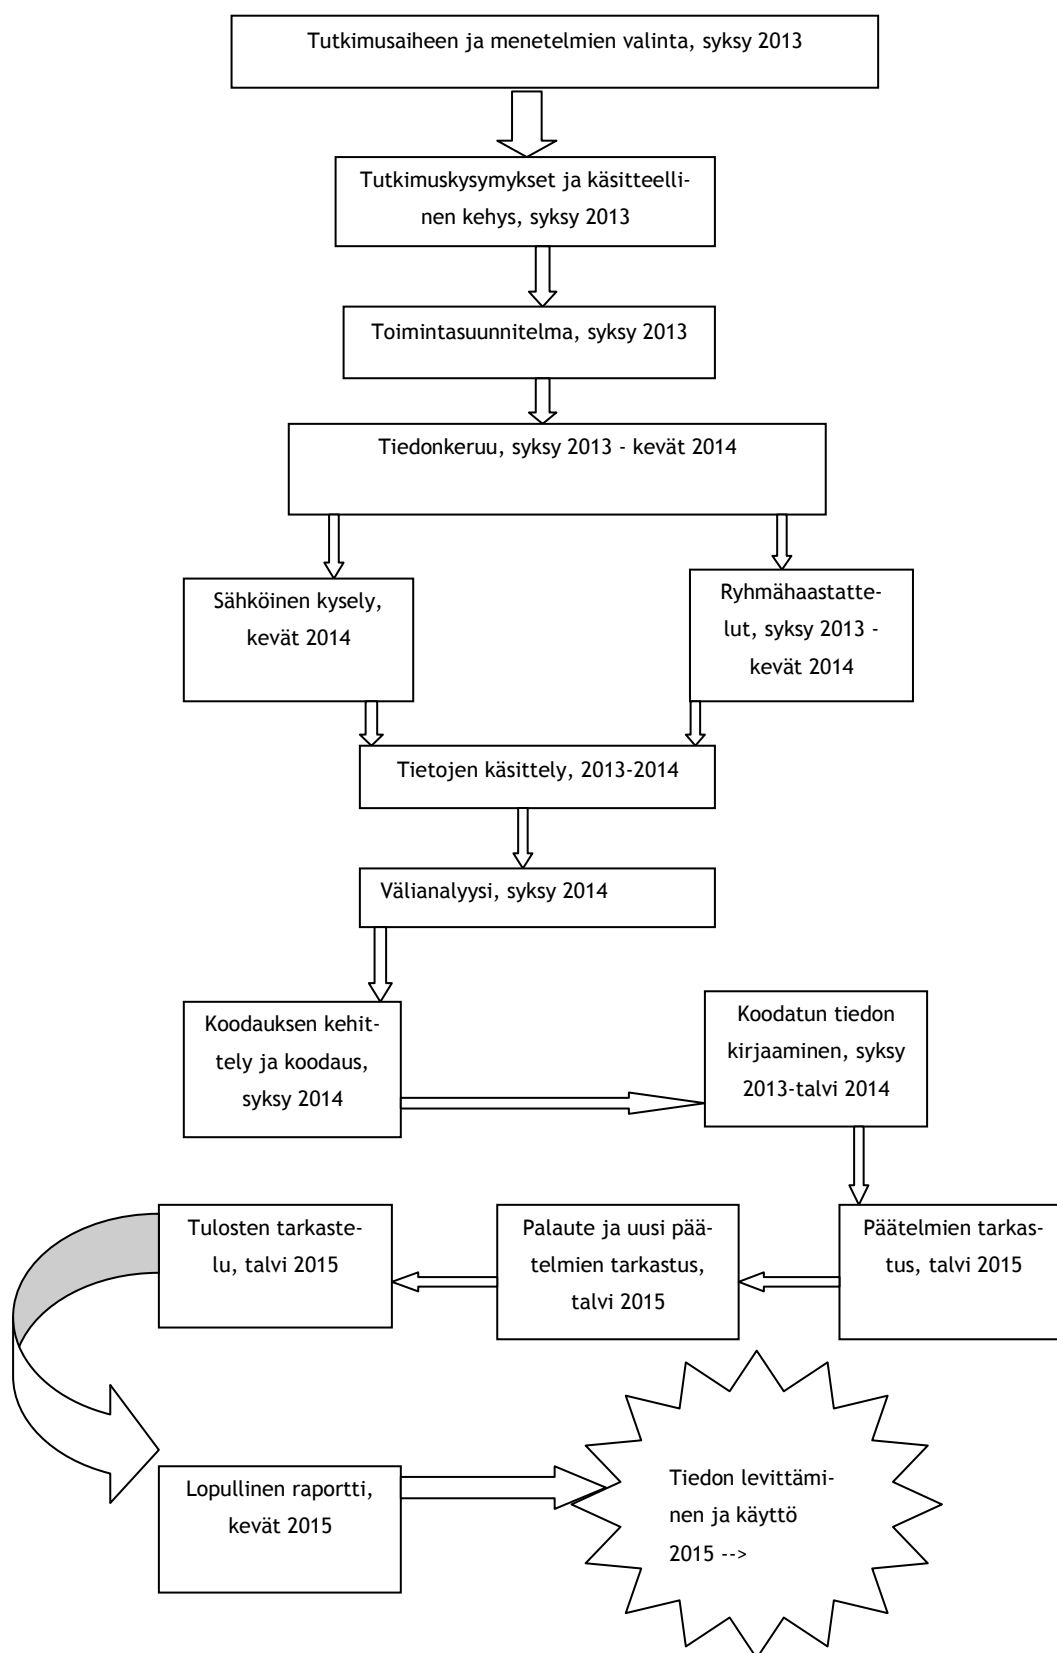 Tutkimusaiheen ja menetelmien valinta, syksy 2013
Tutkimuskysymykset ja käsitteelli-
nen kehys, syksy 2013
Toimintasuunnitelma, syksy 2013
Tiedonkeruu, syksy 2013 - kevät 2014
Sähköinen kysely,
kevät 2014
Ryhmähaastatte-
lut, syksy 2013 -
kevät 2014
Tietojen käsittely, 2013-2014
Välianalyysi, syksy 2014
Koodauksen kehit-
tely ja koodaus,
syksy 2014
Koodatun tiedon
kirjaaminen, syksy
2013-talvi 2014
Päätelmien tarkas-
tus, talvi 2015
Palaute ja uusi pää-
telmien tarkastus,
talvi 2015
Tulosten tarkaste-
lu, talvi 2015
Lopullinen raportti,
kevät 2015
Tiedon levittämi-
nen ja käyttö
2015 -->